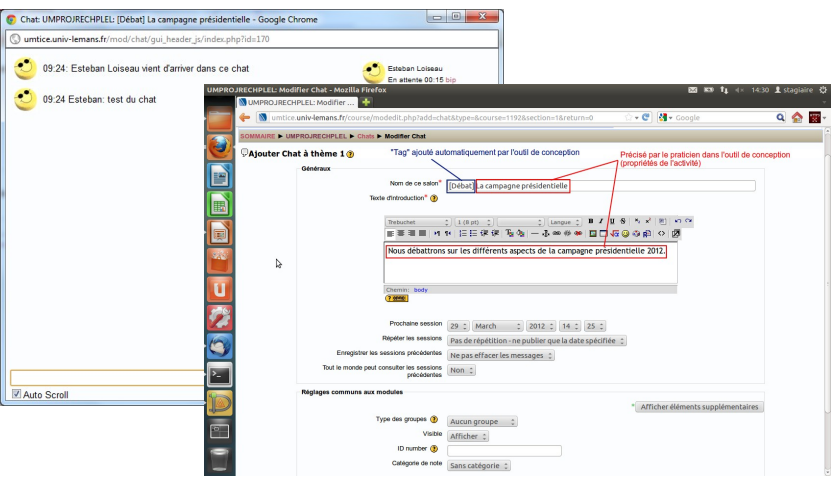 Chat: UMPROJRECHPLEL: [Débat] La campagne présidentielle - Google Chrome
umtice.univ-lemans.fr/mod/chat/gui_header_js/index.php?id=170
09:24: Esteban Loiseau vient d'arriver dans ce chat
Esteban Loiseau
En attente 00:15 bip
09:24 Esteban: test du chat
Auto Scroll
UMPROJRECHPLEL: Modifier Chat - Mozilla Firefox
14:30 stagiaire
UMPROJRECHPLEL: Modifier ...
umtice.univ-lemans.fr/course/modedit.php?add=chat&type=&course=1192&section=1&return=0
Google
SOMMAIRE ► UMPROJRECHPLEL ► Chats ► Modifier Chat
Ajouter Chat à thème 1
"Tag" ajouté automatiquement par l'outil de conception
Précisé par le praticien dans l'outil de conception
(propriétés de l'activité)
Généraux
Nom de ce salon*
[Débat] La campagne présidentielle
Texte d'introduction*
Trebuchet
1 (8 pt)
Langue
B I U S
Nous débattrons sur les différents aspects de la campagne présidentielle 2012.
Chemin: body
Prochaine session
29 March 2012 14 25
Répéter les sessions
Pas de répétition - ne publier que la date spécifiée
Enregistrer les sessions précédentes
Ne pas effacer les messages
Tout le monde peut consulter les sessions
précédentes
Non
Réglages communs aux modules
* Afficher éléments supplémentaires
Type des groupes
Aucun groupe
Visible
Afficher
ID number
Catégorie de note
Sans catégorie